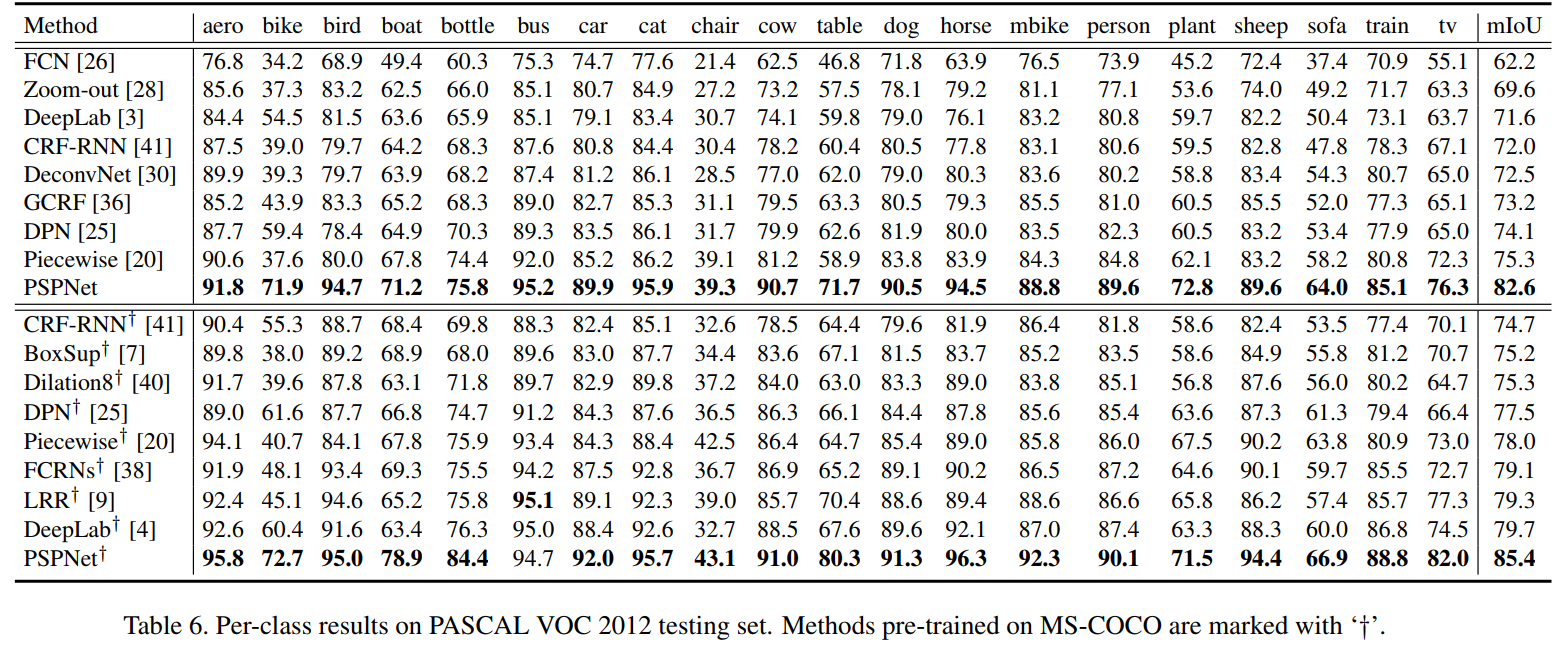 Method aero bike bird boat bottle bus car cat chair cow table dog horse mbike person plant sheep sofa train tv mIoU
FCN [26] 76.8 34.2 68.9 49.4 60.3 75.3 74.7 77.6 21.4 62.5 46.8 71.8 63.9 76.5 73.9 45.2 72.4 37.4 70.9 55.1 62.2
Zoom-out [28] 85.6 37.3 83.2 62.5 66.0 85.1 80.7 84.9 27.2 73.2 57.5 78.1 79.2 81.1 77.1 53.6 74.0 49.2 71.7 63.3 69.6
DeepLab [3] 84.4 54.5 81.5 63.6 65.9 85.1 79.1 83.4 30.7 74.1 59.8 79.0 76.1 83.2 80.8 59.7 82.2 50.4 73.1 63.7 71.6
CRF-RNN [41] 87.5 39.0 79.7 64.2 68.3 87.6 80.8 84.4 30.4 78.2 60.4 80.5 77.8 83.1 80.6 59.5 82.8 47.8 78.3 67.1 72.0
DeconvNet [30] 89.9 39.3 79.7 63.9 68.2 87.4 81.2 86.1 28.5 77.0 62.0 79.0 80.3 83.6 80.2 58.8 83.4 54.3 80.7 65.0 72.5
GCRF [36] 85.2 43.9 83.3 65.2 68.3 89.0 82.7 85.3 31.1 79.5 63.3 80.5 79.3 85.5 81.0 60.5 85.5 52.0 77.3 65.1 73.2
DPN [25] 87.7 59.4 78.4 64.9 70.3 89.3 83.5 86.1 31.7 79.9 62.6 81.9 80.0 83.5 82.3 60.5 83.2 53.4 77.9 65.0 74.1
Piecewise [20] 90.6 37.6 80.0 67.8 74.4 92.0 85.2 86.2 39.1 81.2 58.9 83.8 83.9 84.3 84.8 62.1 83.2 58.2 80.8 72.3 75.3
PSPNet 91.8 71.9 94.7 71.2 75.8 95.2 89.9 95.9 39.3 90.7 71.7 90.5 94.5 88.8 89.6 72.8 89.6 64.0 85.1 76.3 82.6
CRF-RNN† [41] 90.4 55.3 88.7 68.4 69.8 88.3 82.4 85.1 32.6 78.5 64.4 79.6 81.9 86.4 81.8 58.6 82.4 53.5 77.4 70.1 74.7
BoxSup† [7] 89.8 38.0 89.2 68.9 68.0 89.6 83.0 87.7 34.4 83.6 67.1 81.5 83.7 85.2 83.5 58.6 84.9 55.8 81.2 70.7 75.2
Dilation8† [40] 91.7 39.6 87.8 63.1 71.8 89.7 82.9 89.8 37.2 84.0 63.0 83.3 89.0 83.8 85.1 56.8 87.6 56.0 80.2 64.7 75.3
DPN† [25] 89.0 61.6 87.7 66.8 74.7 91.2 84.3 87.6 36.5 86.3 66.1 84.4 87.8 85.6 85.4 63.6 87.3 61.3 79.4 66.4 77.5
Piecewise† [20] 94.1 40.7 84.1 67.8 75.9 93.4 84.3 88.4 42.5 86.4 64.7 85.4 89.0 85.8 86.0 67.5 90.2 63.8 80.9 73.0 78.0
FCRNs† [38] 91.9 48.1 93.4 69.3 75.5 94.2 87.5 92.8 36.7 86.9 65.2 89.1 90.2 86.5 87.2 64.6 90.1 59.7 85.5 72.7 79.1
LRR† [9] 92.4 45.1 94.6 65.2 75.8 95.1 89.1 92.3 39.0 85.7 70.4 88.6 89.4 88.6 86.6 65.8 86.2 57.4 85.7 77.3 79.3
DeepLab† [4] 92.6 60.4 91.6 63.4 76.3 95.0 88.4 92.6 32.7 88.5 67.6 89.6 92.1 87.0 87.4 63.3 88.3 60.0 86.8 74.5 79.7
PSPNet† 95.8 72.7 95.0 78.9 84.4 94.7 92.0 95.7 43.1 91.0 80.3 91.3 96.3 92.3 90.1 71.5 94.4 66.9 88.8 82.0 85.4
Table 6. Per-class results on PASCAL VOC 2012 testing set. Methods pre-trained on MS-COCO are marked with ‘†’.